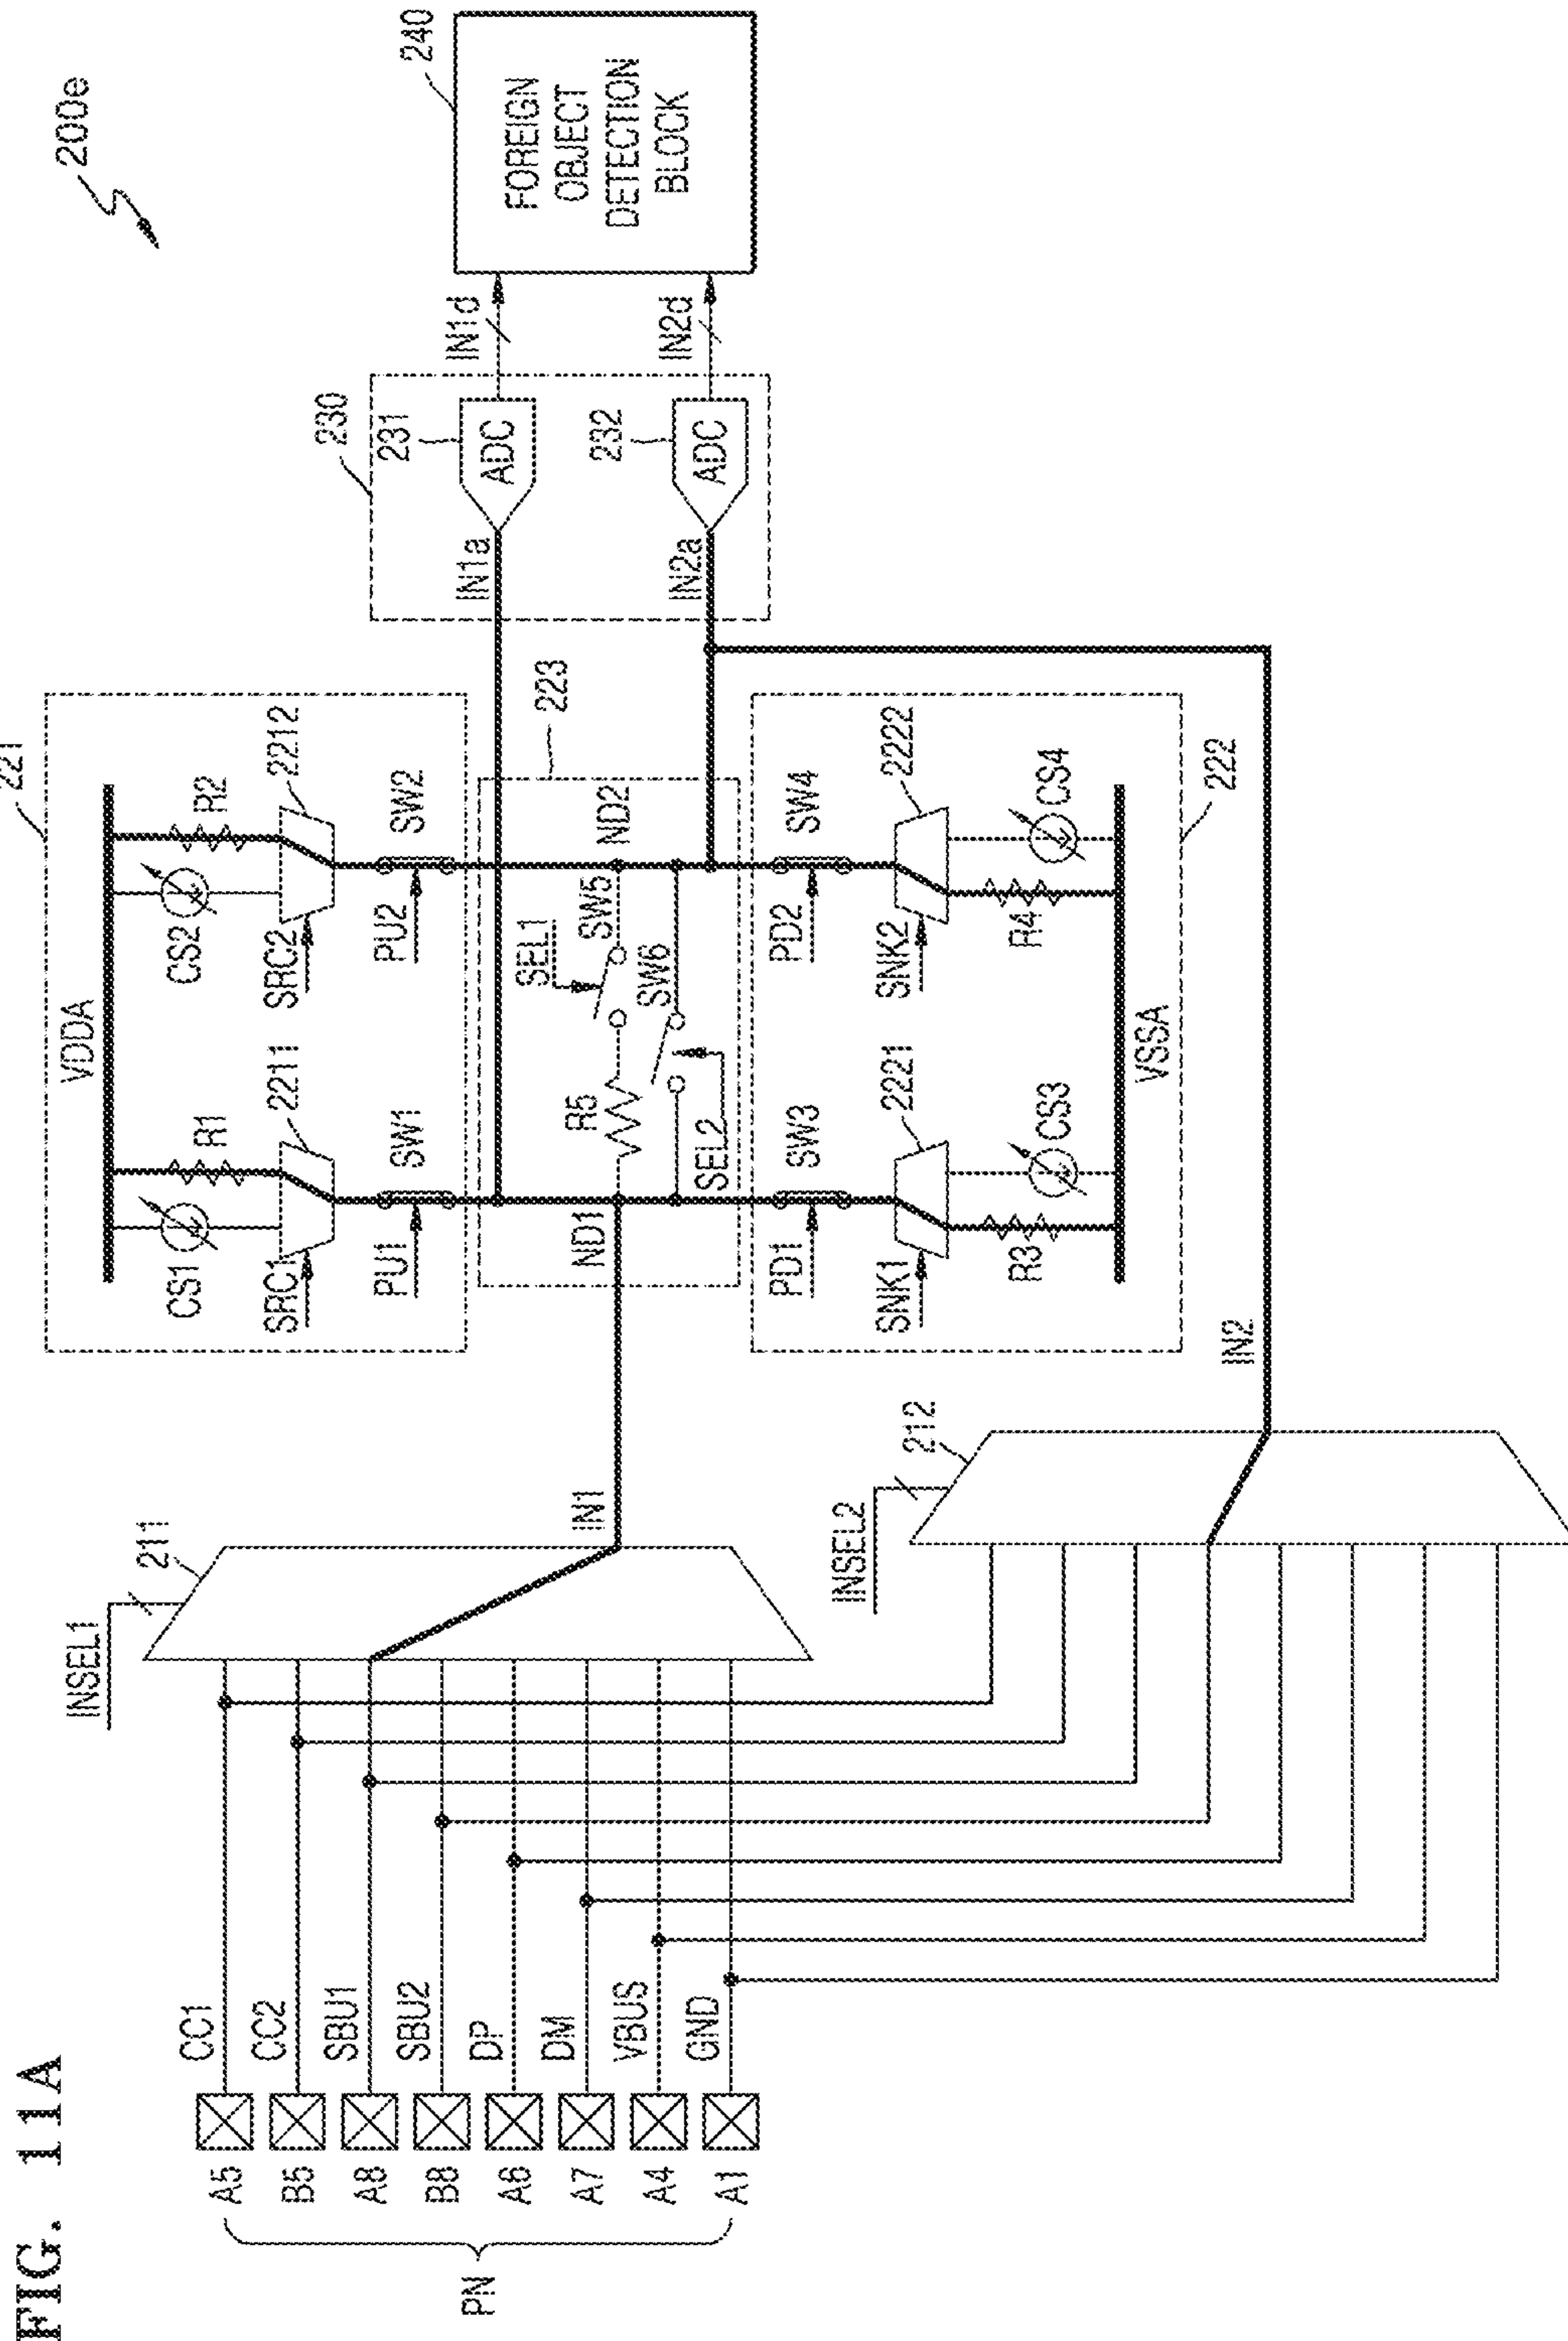 FIG. 11A
200e
221
VDDA
CS1
R1
CS2
R2
SRC1
2211
SRC2
2212
PU1
SW1
PU2
SW2
230
240
231
ADC
IN1a
IN1d
232
ADC
IN2a
IN2d
FOREIGN
OBJECT
DETECTION
BLOCK
223
ND1
R5
SEL1
SW5
ND2
SW6
SEL2
PD1
SW3
PD2
SW4
SNK1
2221
SNK2
2222
R3
CS3
R4
CS4
VSSA
222
INSEL1
211
IN1
INSEL2
212
IN2
PN
A5
CC1
B5
CC2
A8
SBU1
B8
SBU2
A6
DP
A7
DM
A4
VBUS
A1
GND